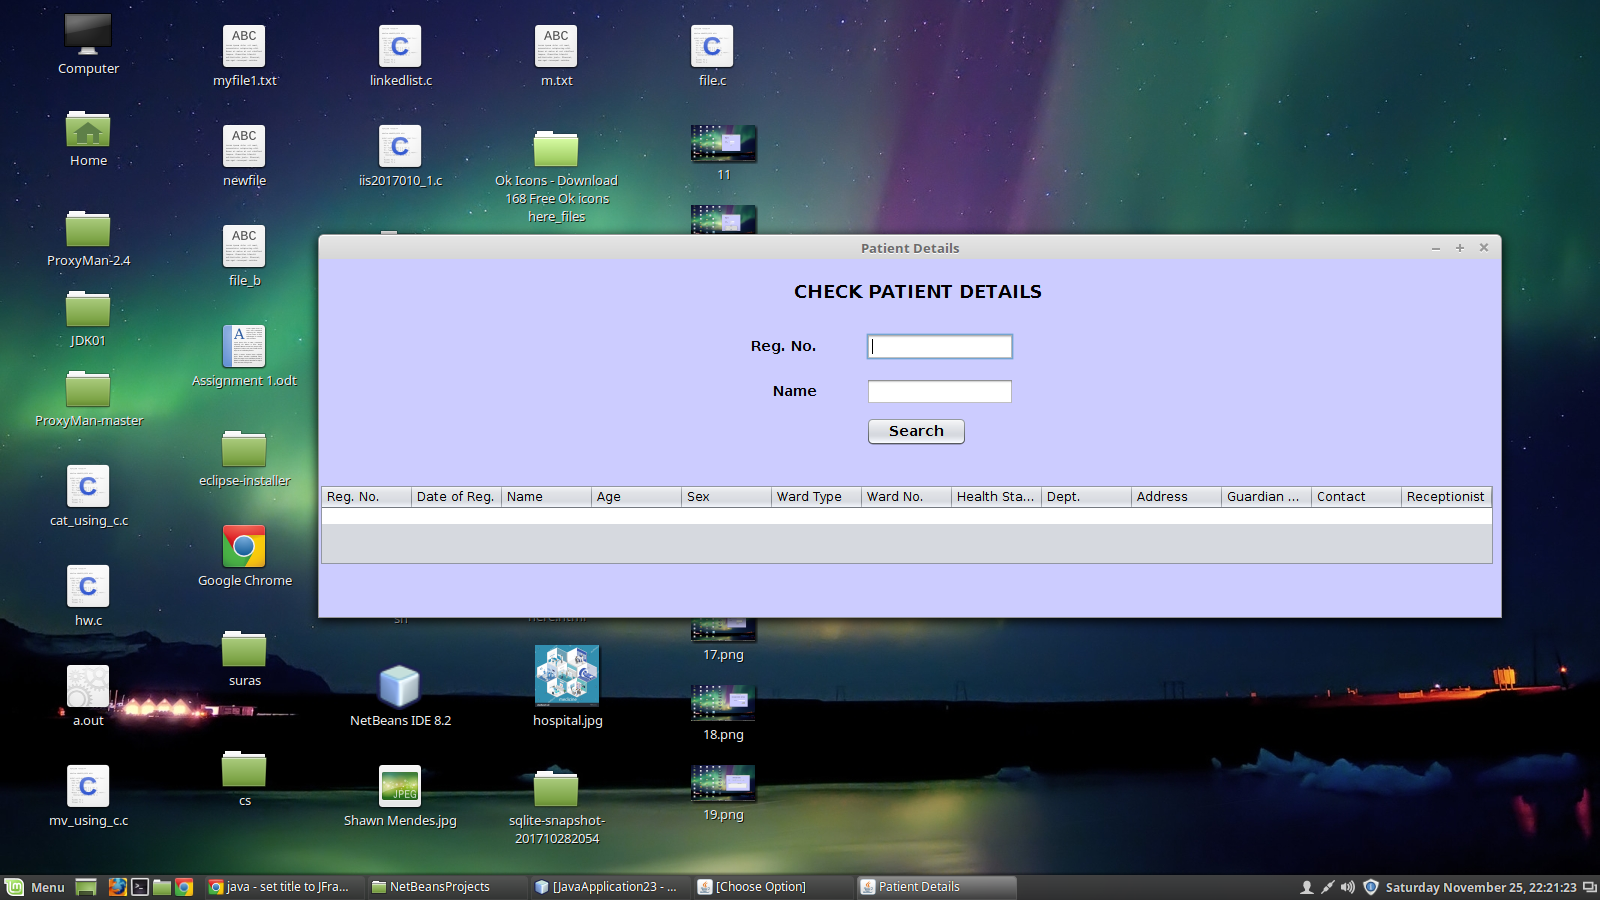 Computer
Home
ProxyMan-2.4
JDK01
ProxyMan-master
cat_using_c.c
hw.c
a.out
mv_using_c.c
ABC
myfile1.txt
ABC
newfile
ABC
file_b
A
Assignment 1.odt
eclipse-installer
Google Chrome
suras
cs
C
linkedlist.c
C
iis2017010_1.c
NetBeans IDE 8.2
JPEG
Shawn Mendes.jpg
ABC
m.txt
Ok Icons - Download
168 Free Ok icons
here_files
hospital.jpg
sqlite-snapshot-
201710282054
C
file.c
11
17.png
18.png
19.png
Patient Details
CHECK PATIENT DETAILS
Reg. No.
Name
Search
Reg. No. Date of Reg. Name Age Sex Ward Type Ward No. Health Sta... Dept. Address Guardian ... Contact Receptionist
Menu java - set title to JFra... NetBeansProjects [JavaApplication23 - ... [Choose Option] Patient Details Saturday November 25, 22:21:23